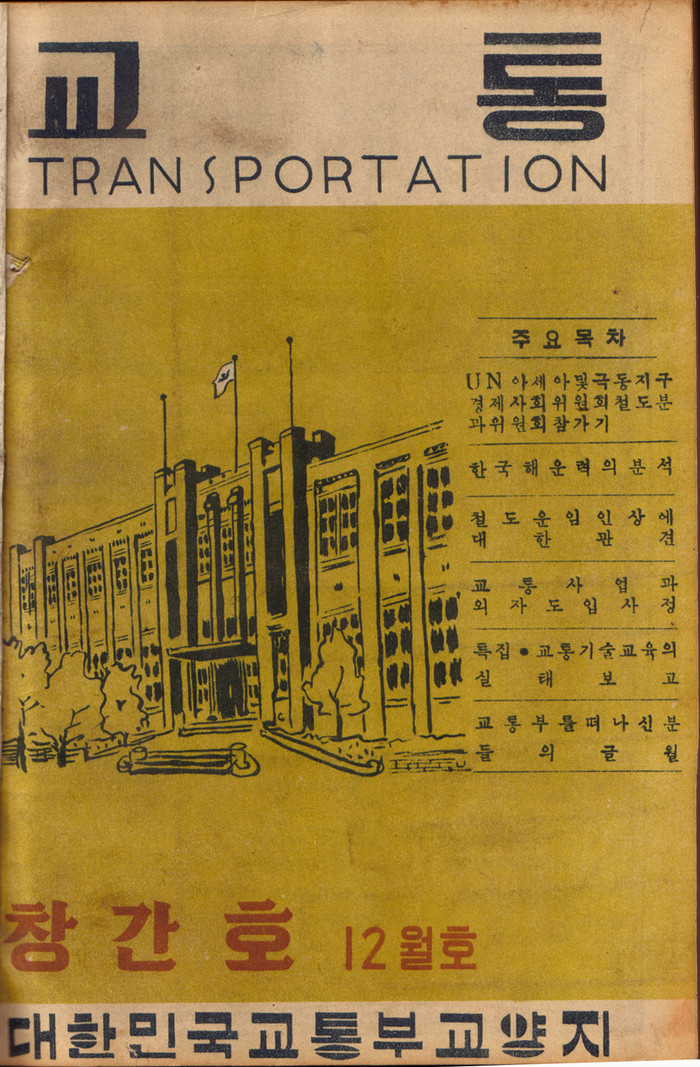 교통
TRANSPORTATION
주요목차
UN아세아및극동지구
경제사회위원회철도분
과위원회참가기
한국해운력의분석
철도운임인상에
대한관견
교통사업과
외자도입사정
특집●교통기술교육의
실태보고
교통부를떠나신분
들의글월
창간호 12월호
대한민국교통부교양지